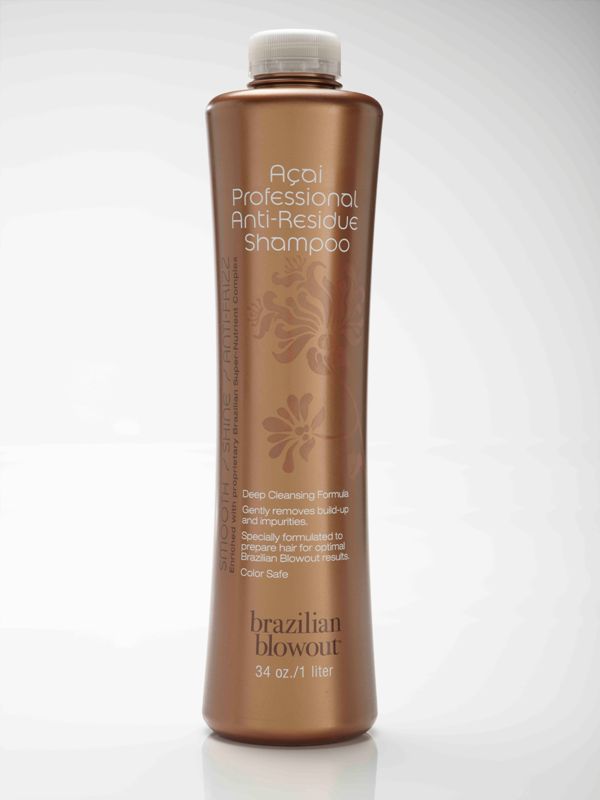 Açai
Professional
Anti-Residue
Shampoo
SMOOTH / SHINE / ANTI-FRIZZ
Enriched with proprietary Brazilian Super-Nutrient Complex
Deep Cleansing Formula
Gently removes build-up
and impurities.
Specially formulated to
prepare hair for optimal
Brazilian Blowout results.
Color Safe
brazilian
blowout
34 oz./1 liter